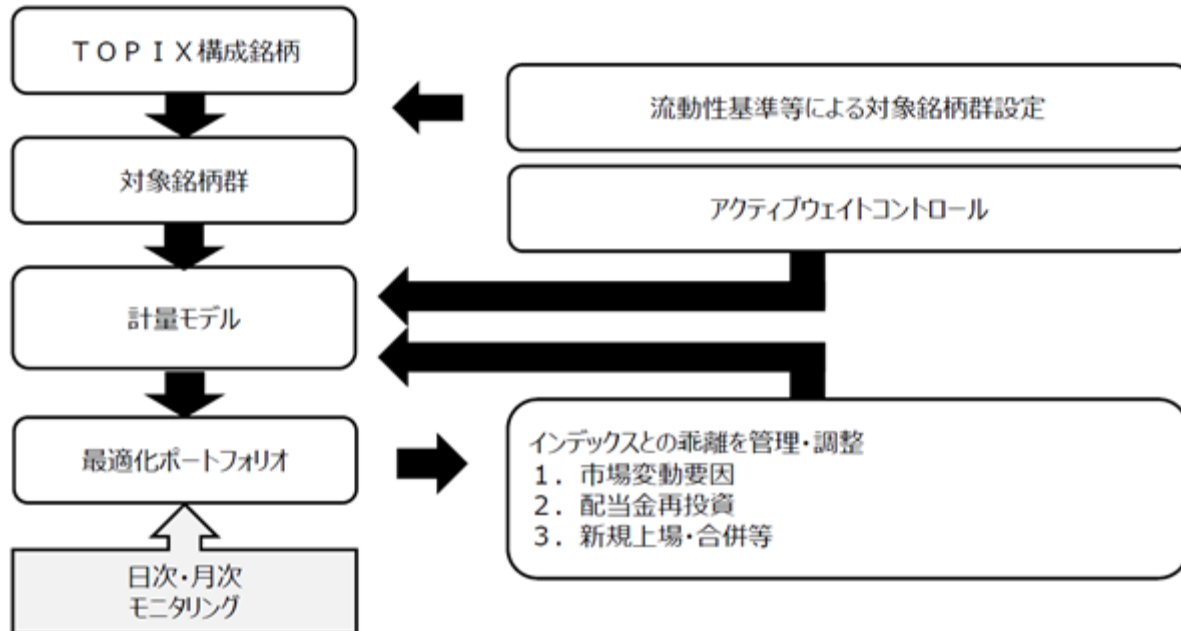 ＴＯＰＩＸ構成銘柄
流動性基準等による対象銘柄群設定
対象銘柄群
アクティブウェイトコントロール
計量モデル
最適化ポートフォリオ
インデックスとの乖離を管理・調整
１．市場変動要因
２．配当金再投資
３．新規上場・合併等
日次・月次
モニタリング